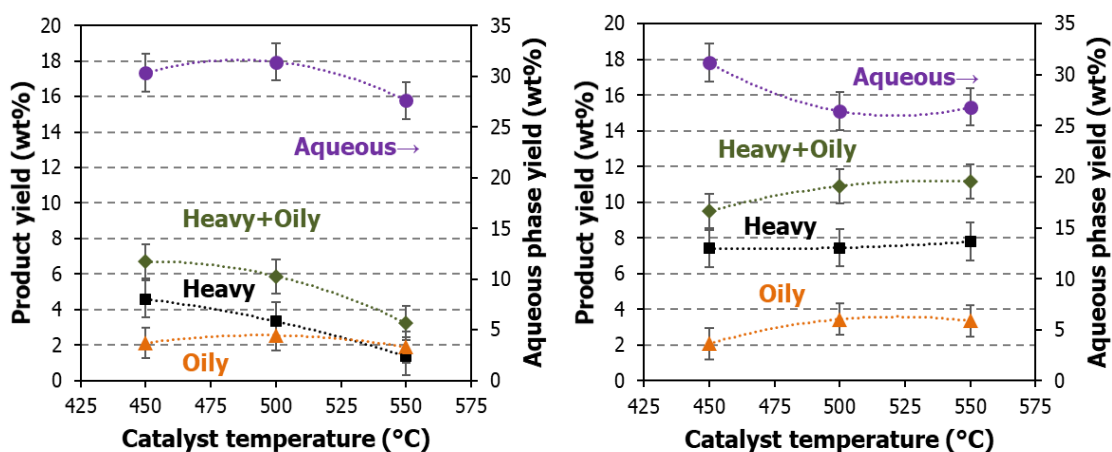 Product yield (wt%)
20
18
16
14
12
10
8
6
4
2
0
Aqueous→
Heavy+Oily
Heavy
Oily
35
30
25
20
15
10
5
0
Aqueous phase yield (wt%)
425 450 475 500 525 550 575
Catalyst temperature (°C)
Product yield (wt%)
20
18
16
14
12
10
8
6
4
2
0
Aqueous→
Heavy+Oily
Heavy
Oily
35
30
25
20
15
10
5
0
Aqueous phase yield (wt%)
425 450 475 500 525 550 575
Catalyst temperature (°C)